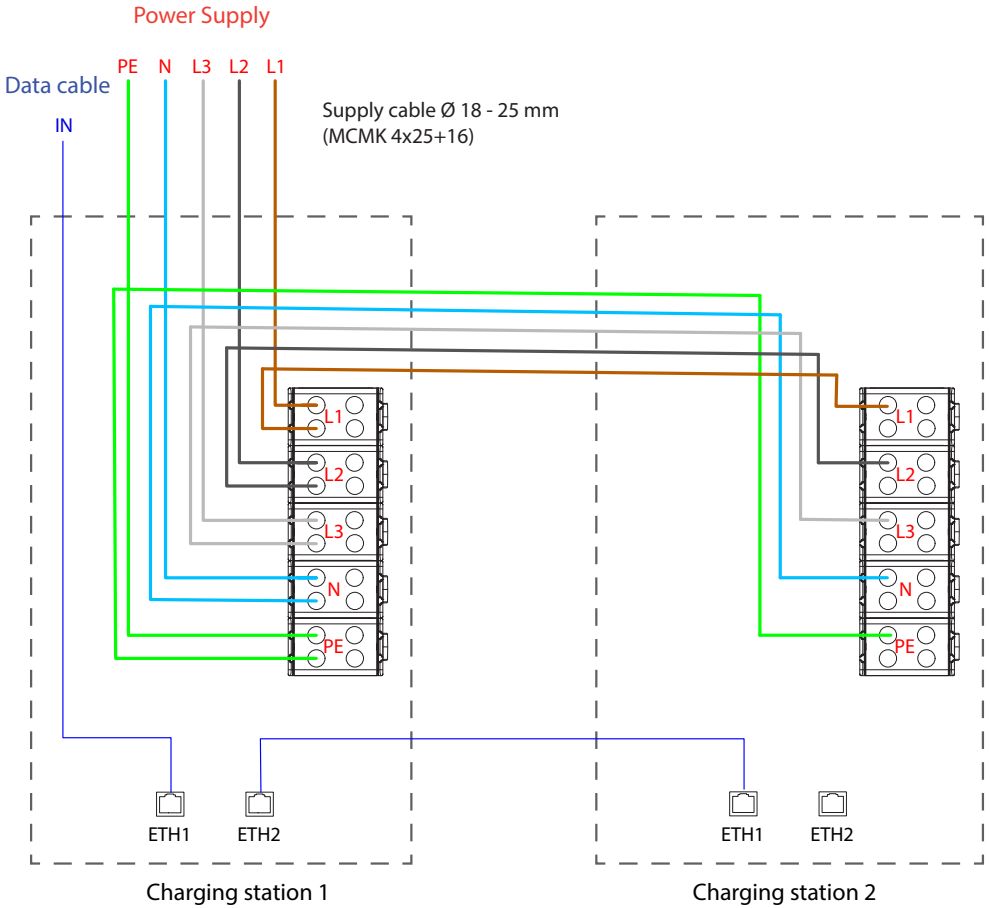 Power Supply
PE N L3 L2 L1
Data cable
IN
Supply cable Ø 18 - 25 mm
(MCMK 4x25+16)
L1
L2
L3
N
PE
L1
L2
L3
N
PE
ETH1 ETH2
ETH1 ETH2
Charging station 1
Charging station 2